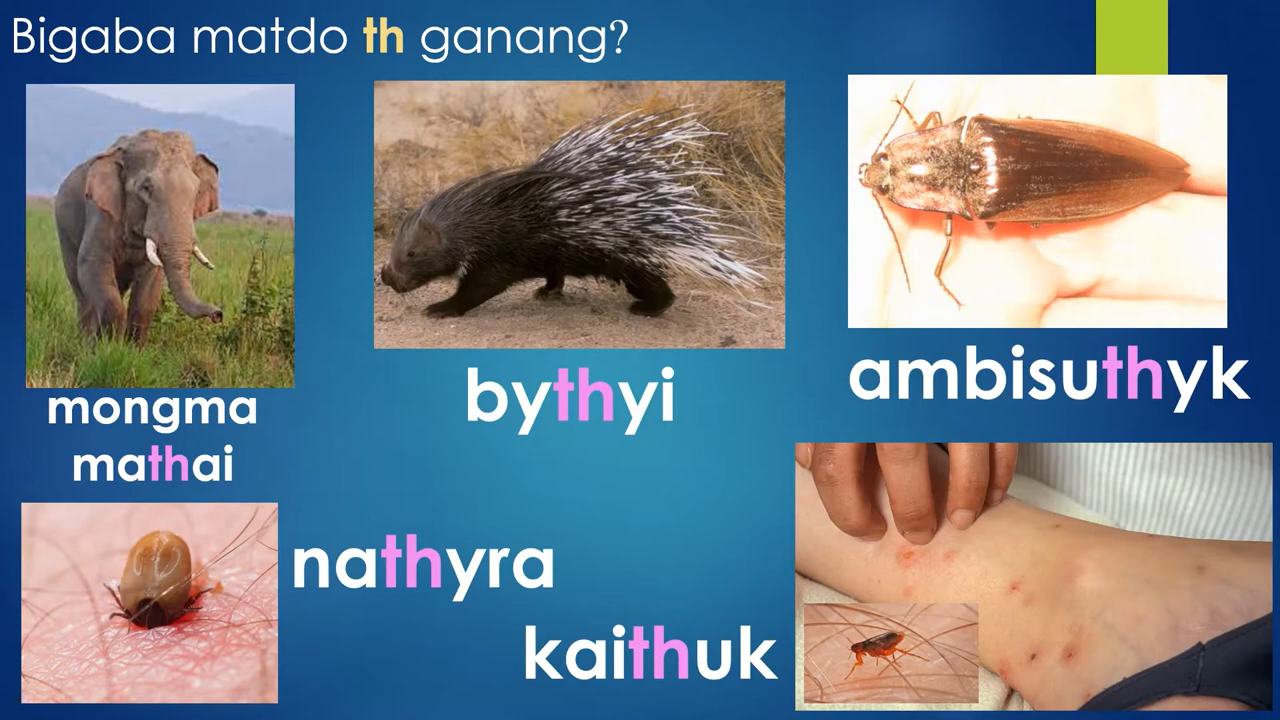 Bigaba matdo th ganang?
mongma
mathai
bythyi
ambisuthyk
nathyra
kaithuk